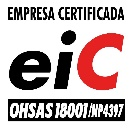 EMPRESA CERTIFICADA
eiC
OHSAS 18001/NP4397